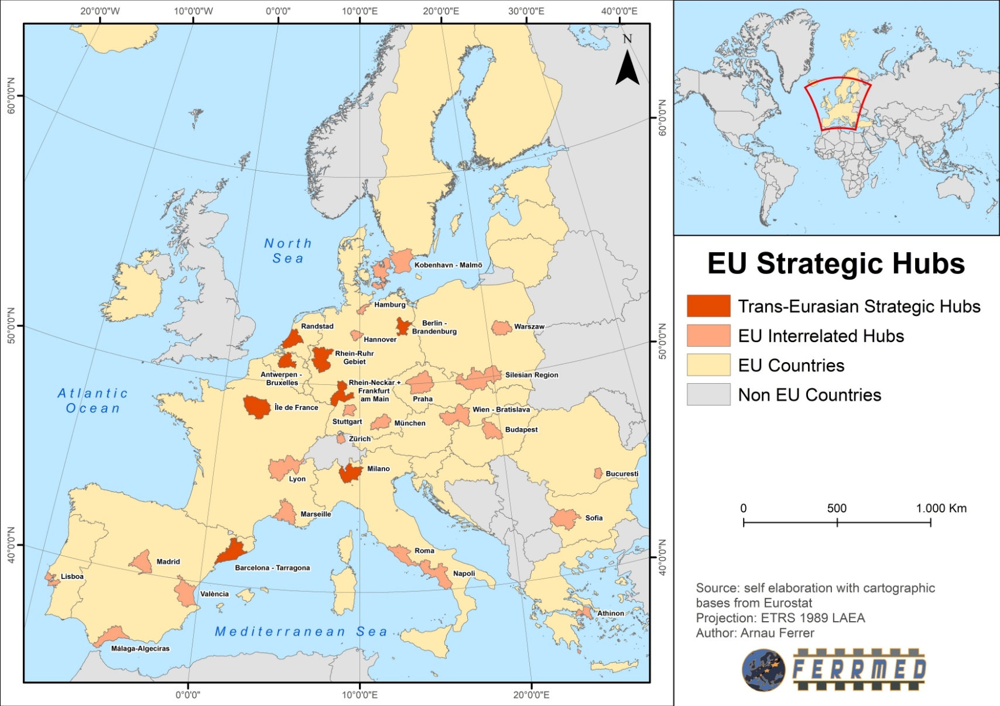 20°0'0"W
10°0'0"W
0°0'0"
10°0'0"E
20°0'0"E
30°0'0"E
40°0'0"E
N
60°0'0"N
60°0'0"N
North
Sea
Kobenhavn - Malmö
Hamburg
Randstad
Berlin -
Brandenburg
Warszaw
50°0'0"N
50°0'0"N
Hannover
Rhein-Ruhr
Gebiet
Antwerpen -
Bruxelles
Silesian Region
Rhein-Neckar +
Frankfurt
am Main
Praha
Atlantic
Ocean
Île de France
Wien - Bratislava
Stuttgart
München
Budapest
Zürich
Milano
Lyon
Bucuresti
Marseille
Sofia
40°0'0"N
40°0'0"N
Roma
Madrid
Barcelona - Tarragona
Napoli
Lisboa
València
Athinon
Mediterranean Sea
Málaga-Algeciras
0°0'0"
10°0'0"E
20°0'0"E
EU Strategic Hubs
Trans-Eurasian Strategic Hubs
EU Interrelated Hubs
EU Countries
Non EU Countries
0 500 1.000 Km
Source: self elaboration with cartographic
bases from Eurostat
Projection: ETRS 1989 LAEA
Author: Arnau Ferrer
FERRMED